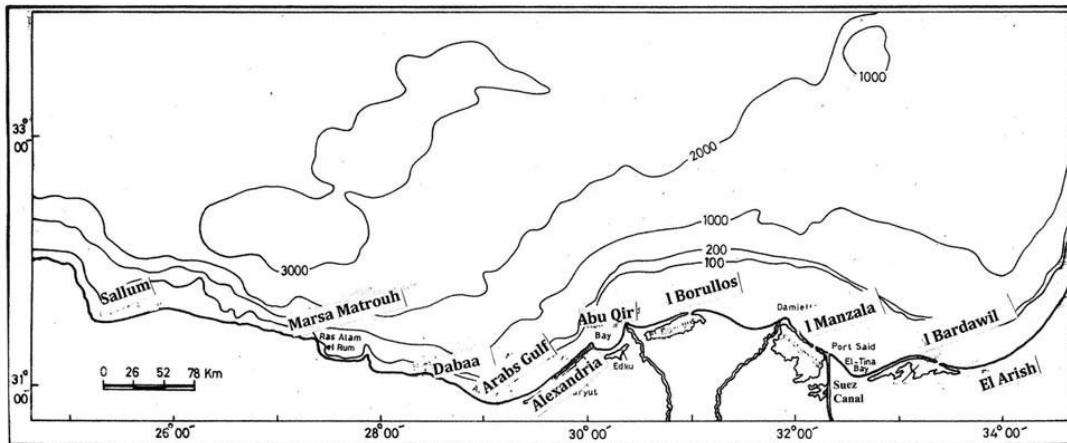 1000
33° 00'
2000
1000
200
100
3000
Sallum
Marsa Matrouh
Ras Alam
el Rum
Dabaa
Arabs Gulf
Alexandria
Abu Qir
Bay
Edku
l Borullos
l Manzala
Port Said
El-Tina
Bay
Suez
Canal
l Bardawil
El Arish
0 26 52 78 Km
31° 00'
26°00' 28°00' 30°00' 32°00' 34°00'